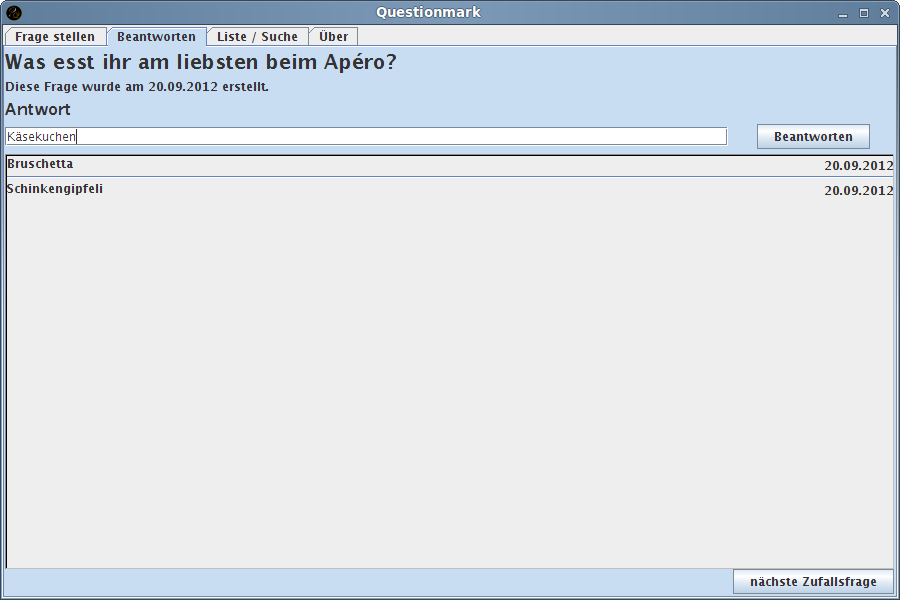 Questionmark
Frage stellen Beantworten Liste / Suche Über
Was esst ihr am liebsten beim Apéro?
Diese Frage wurde am 20.09.2012 erstellt.
Antwort
Käsekuchen Beantworten
Bruschetta 20.09.2012
Schinkengipfeli 20.09.2012
nächste Zufallsfrage